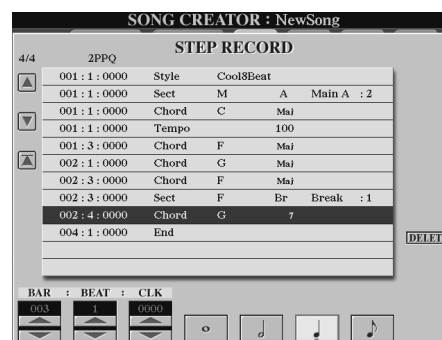 SONG CREATOR : NewSong
4/4 2PPQ STEP RECORD
001 : 1 : 0000 Style Cool8Beat
001 : 1 : 0000 Sect M A Main A : 2
001 : 1 : 0000 Chord C Maj
001 : 1 : 0000 Tempo 100
001 : 3 : 0000 Chord F Maj
002 : 1 : 0000 Chord G Maj
002 : 3 : 0000 Chord F Maj
002 : 3 : 0000 Sect F Br Break : 1
002 : 4 : 0000 Chord G 7
004 : 1 : 0000 End
DELET
BAR : BEAT : CLK
003 1 0000